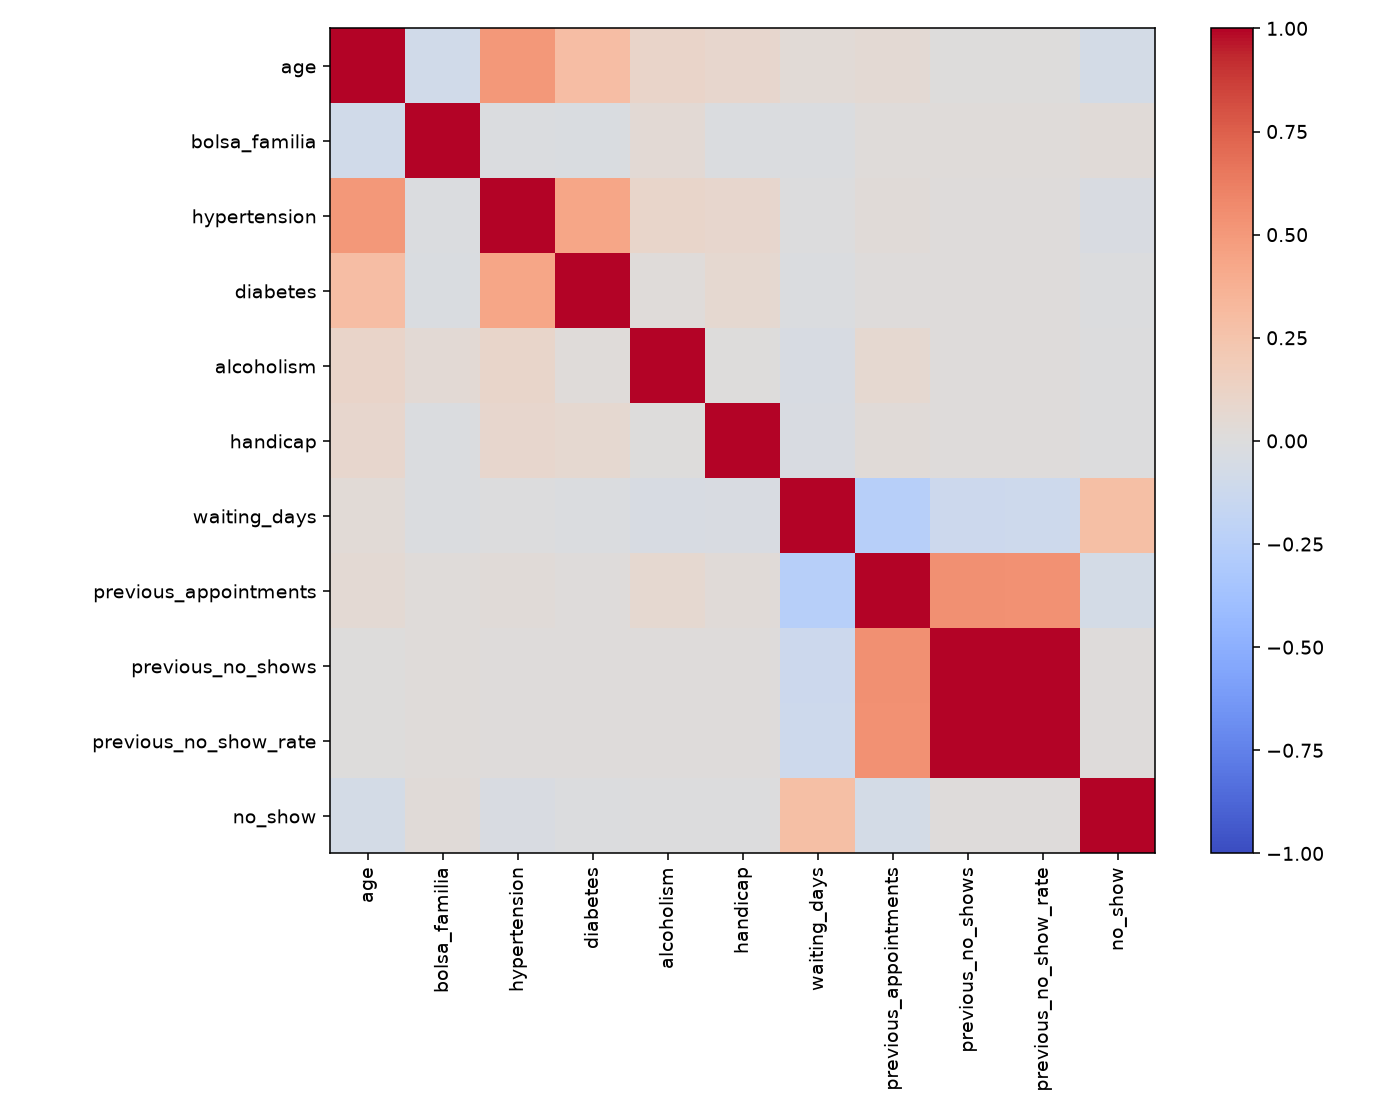 age
bolsa_familia
hypertension
diabetes
alcoholism
handicap
waiting_days
previous_appointments
previous_no_shows
previous_no_show_rate
no_show
age
bolsa_familia
hypertension
diabetes
alcoholism
handicap
waiting_days
previous_appointments
previous_no_shows
previous_no_show_rate
no_show
1.00
0.75
0.50
0.25
0.00
−0.25
−0.50
−0.75
−1.00